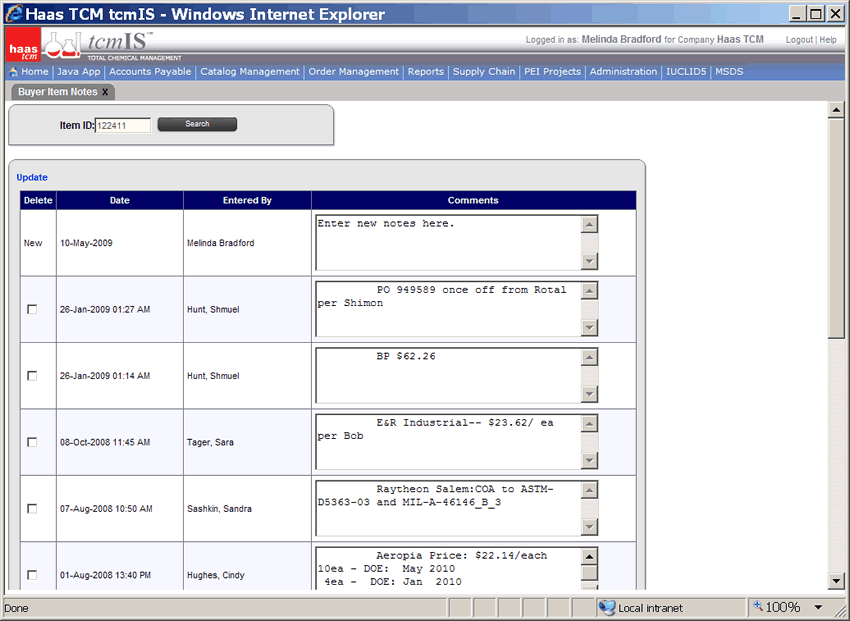 Haas TCM tcmIS - Windows Internet Explorer
haas tcm
tcmIS™
TOTAL CHEMICAL MANAGEMENT
Logged in as: Melinda Bradford for Company Haas TCM Logout | Help
Home | Java App | Accounts Payable | Catalog Management | Order Management | Reports | Supply Chain | PEI Projects | Administration | IUCLID5 | MSDS
Buyer Item Notes X
Item ID: 122411 Search
Update
Delete Date Entered By Comments
New 10-May-2009 Melinda Bradford Enter new notes here.
26-Jan-2009 01:27 AM Hunt, Shmuel PO 949589 once off from Rotal
per Shimon
26-Jan-2009 01:14 AM Hunt, Shmuel BP $62.26
08-Oct-2008 11:45 AM Tager, Sara E&R Industrial-- $23.62/ ea
per Bob
07-Aug-2008 10:50 AM Sashkin, Sandra Raytheon Salem:COA to ASTM-
D5363-03 and MIL-A-46146_B_3
01-Aug-2008 13:40 PM Hughes, Cindy Aeropia Price: $22.14/each
10ea - DOE: May 2010
4ea - DOE: Jan 2010
Done Local intranet 100%